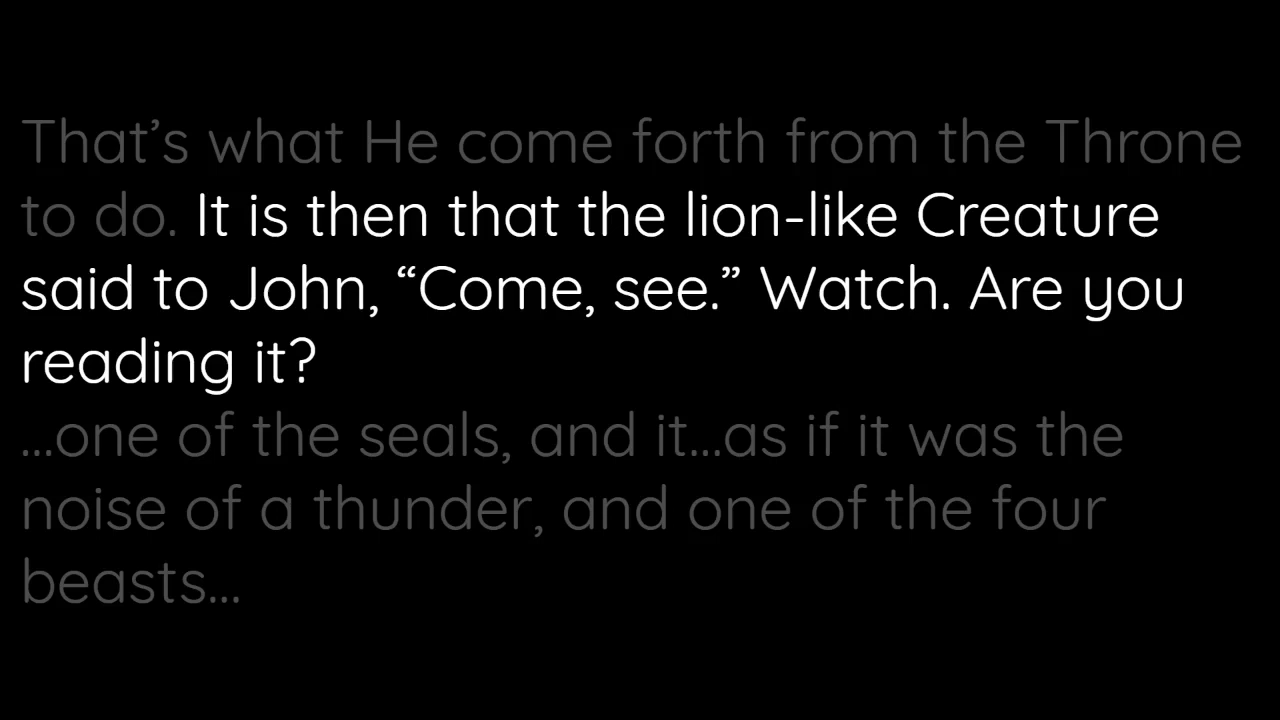 That’s what He come forth from the Throne
to do. It is then that the lion-like Creature
said to John, “Come, see.” Watch. Are you
reading it?
...one of the seals, and it...as if it was the
noise of a thunder, and one of the four
beasts...